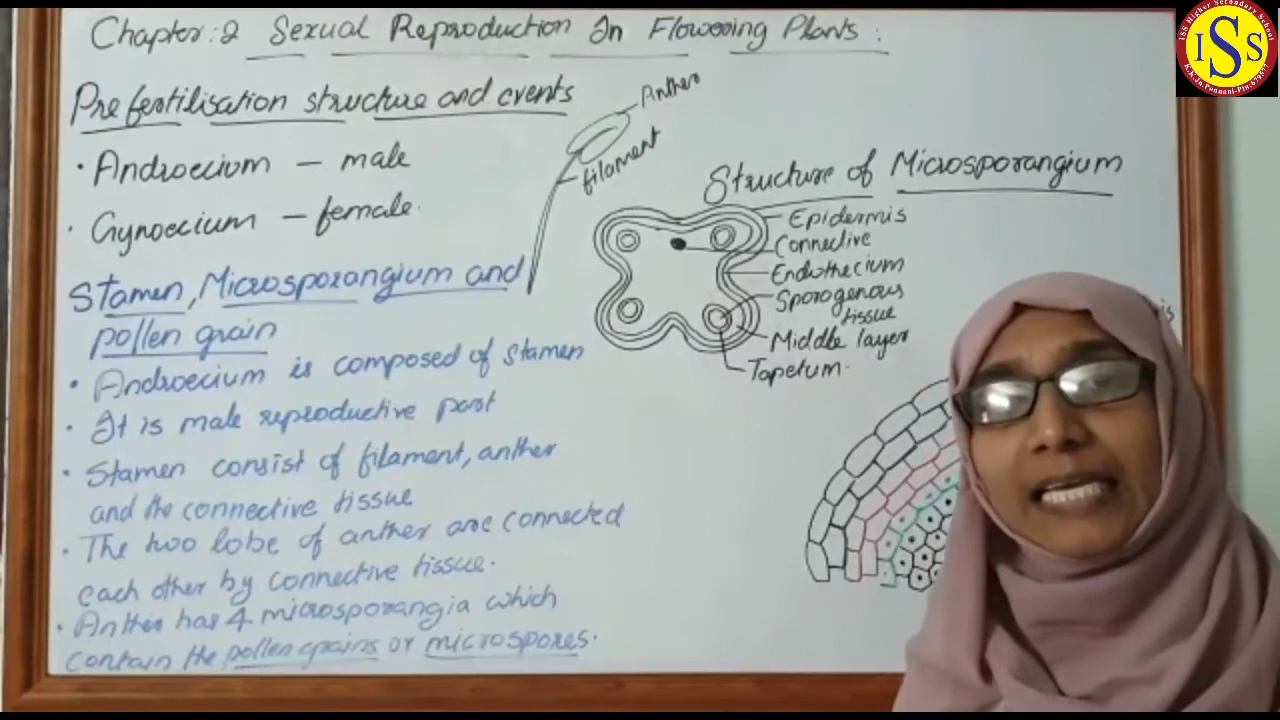 Chapter:2 Sexual Reproduction In Flowering Plants:
Prefertilisation structure and events
• Androecium – male
• Gynoecium – female
Anther
filament
Stamen, Microsporangium and
pollen grain
• Androecium is composed of stamen
• It is male reproductive part
• Stamen consist of filament, anther
and the connective tissue
• The two lobe of anther are connected
each other by connective tissue.
• Anther has 4 microsporangia which
contain the pollen grains or microspores.
Structure of Microsporangium
Epidermis
Connective
Endothecium
Sporogenous
tissue
Middle layer
Tapetum
ISS Higher Secondary School
ISS